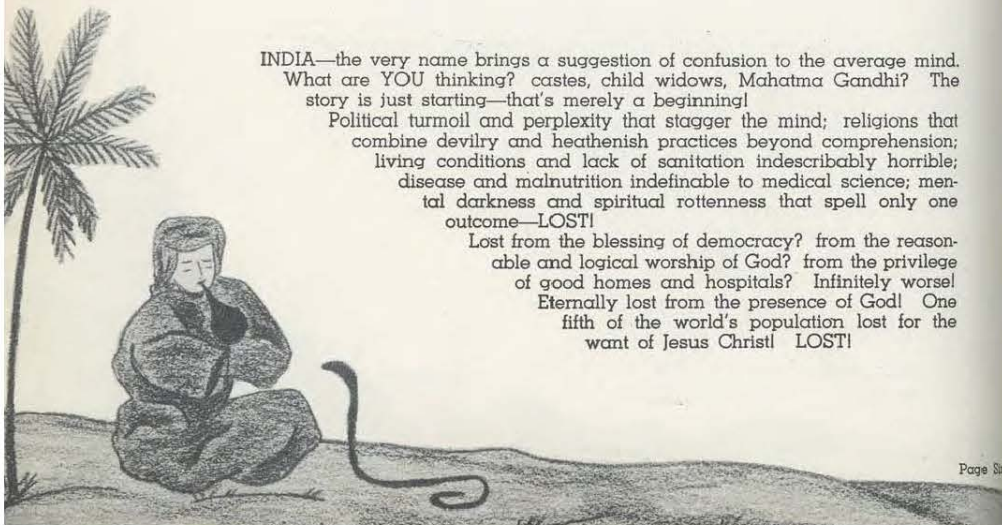 INDIA—the very name brings a suggestion of confusion to the average mind.
What are YOU thinking? castes, child widows, Mahatma Gandhi? The
story is just starting—that's merely a beginning!
Political turmoil and perplexity that stagger the mind; religions that
combine devilry and heathenish practices beyond comprehension;
living conditions and lack of sanitation indescribably horrible;
disease and malnutrition indefinable to medical science; men-
tal darkness and spiritual rottenness that spell only one
outcome—LOST!
Lost from the blessing of democracy? from the reason-
able and logical worship of God? from the privilege
of good homes and hospitals? Infinitely worse!
Eternally lost from the presence of God! One
fifth of the world's population lost for the
want of Jesus Christ! LOST!
Page